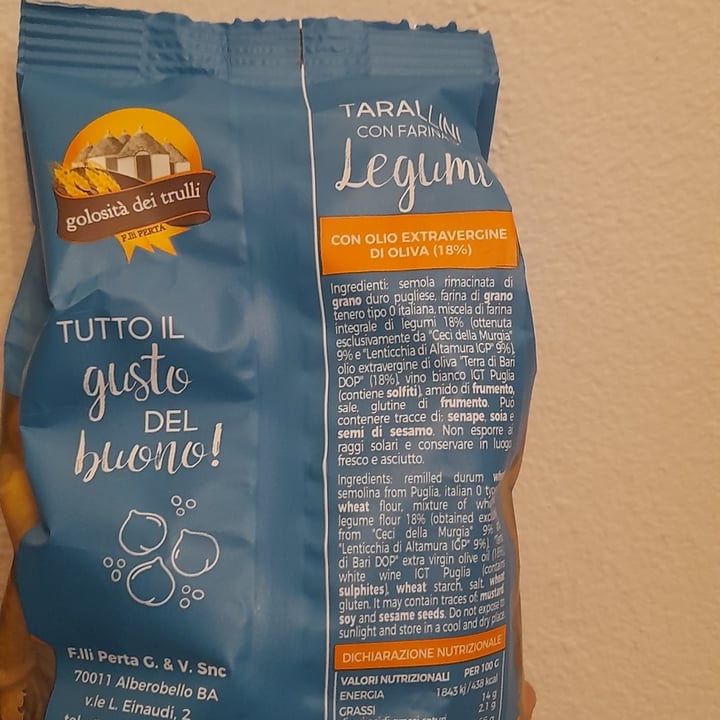 golosità dei trulli
F.lli PERTA
TUTTO IL
gusto
DEL
buono!
F.lli Perta G. & V. Snc
70011 Alberobello BA
v.le L. Einaudi, 2
TARALLINI
CON FARINA
Legumi
CON OLIO EXTRAVERGINE
DI OLIVA (18%)
Ingredienti: semola rimacinata di
grano duro pugliese, farina di grano
tenero tipo 0 italiana, miscela di farina
integrale di legumi 18% (ottenuta
esclusivamente da "Ceci della Murgia"
9% e "Lenticchia di Altamura IGP" 9%),
olio extravergine di oliva "Terra di Bari
DOP" (18%), vino bianco IGT Puglia
(contiene solfiti), amido di frumento,
sale, glutine di frumento. Può
contenere tracce di: senape, soia e
semi di sesamo. Non esporre ai
raggi solari e conservare in luogo
fresco e asciutto.
Ingredients: remilled durum
semolina from Puglia, italian 0
wheat flour, mixture of
legume flour 18% (obtained
from "Ceci della Murgia" 9%
"Lenticchia di Altamura IGP" 9%),
di Bari DOP" extra virgin olive oil
white wine IGT Puglia
sulphites), wheat starch, salt, wheat
gluten. It may contain traces of: mustard,
soy and sesame seeds. Do not expose to
sunlight and store in a cool and dry place.
DICHIARAZIONE NUTRIZIONALE
VALORI NUTRIZIONALI PER 100 G
ENERGIA 1843 kj/438 kcal
GRASSI 14 g
2.1 g